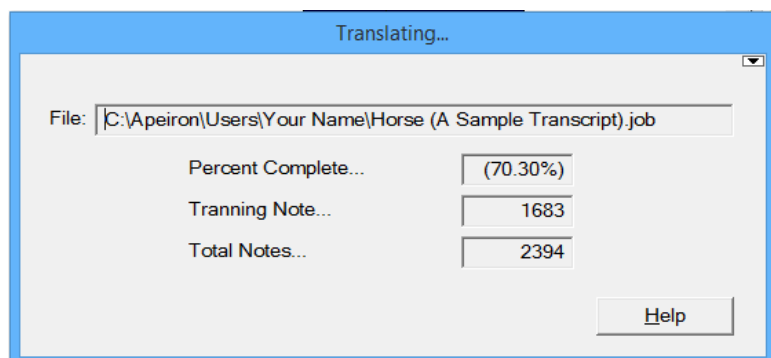 Translating...
File: C:\Apeiron\Users\Your Name\Horse (A Sample Transcript).job
Percent Complete... (70.30%)
Tranning Note... 1683
Total Notes... 2394
Help